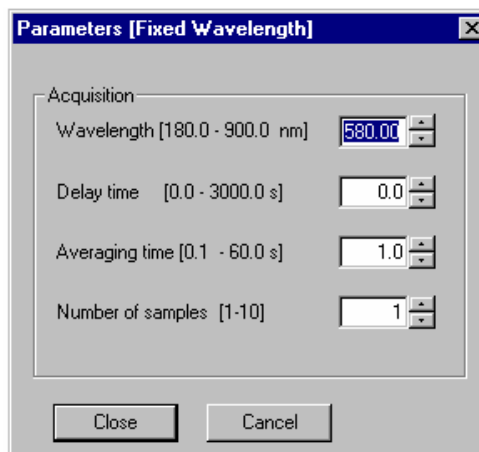 Parameters [Fixed Wavelength]
Acquisition
Wavelength [180.0 - 900.0 nm] 580.00
Delay time [0.0 - 3000.0 s] 0.0
Averaging time [0.1 - 60.0 s] 1.0
Number of samples [1-10] 1
Close Cancel